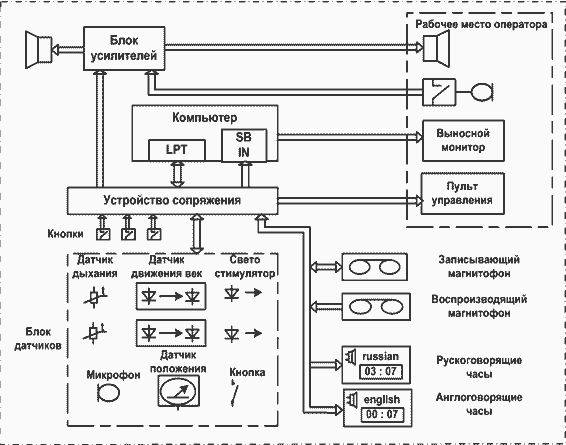 Рабочее место оператора
Блок
усилителей
Компьютер
LPT
SB
IN
Выносной
монитор
Устройство сопряжения
Пульт
управления
Кнопки
Датчик
дыхания
Датчик
движения век
Свето
стимулятор
t
t
Блок
датчиков
Датчик
положения
Микрофон
Кнопка
Записывающий
магнитофон
Воспроизводящий
магнитофон
russian
03 : 07
Рускоговорящие
часы
english
00 : 07
Англоговорящие
часы